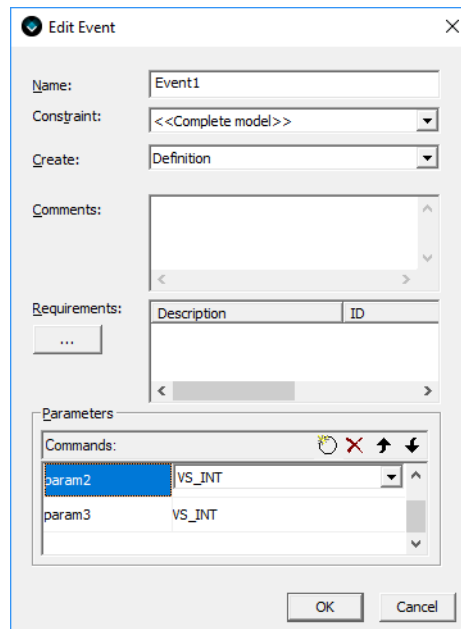 Edit Event
Name: Event1
Constraint: <<Complete model>>
Create: Definition
Comments:
Requirements: Description ID
...
Parameters
Commands:
param2 VS_INT
param3 VS_INT
OK Cancel